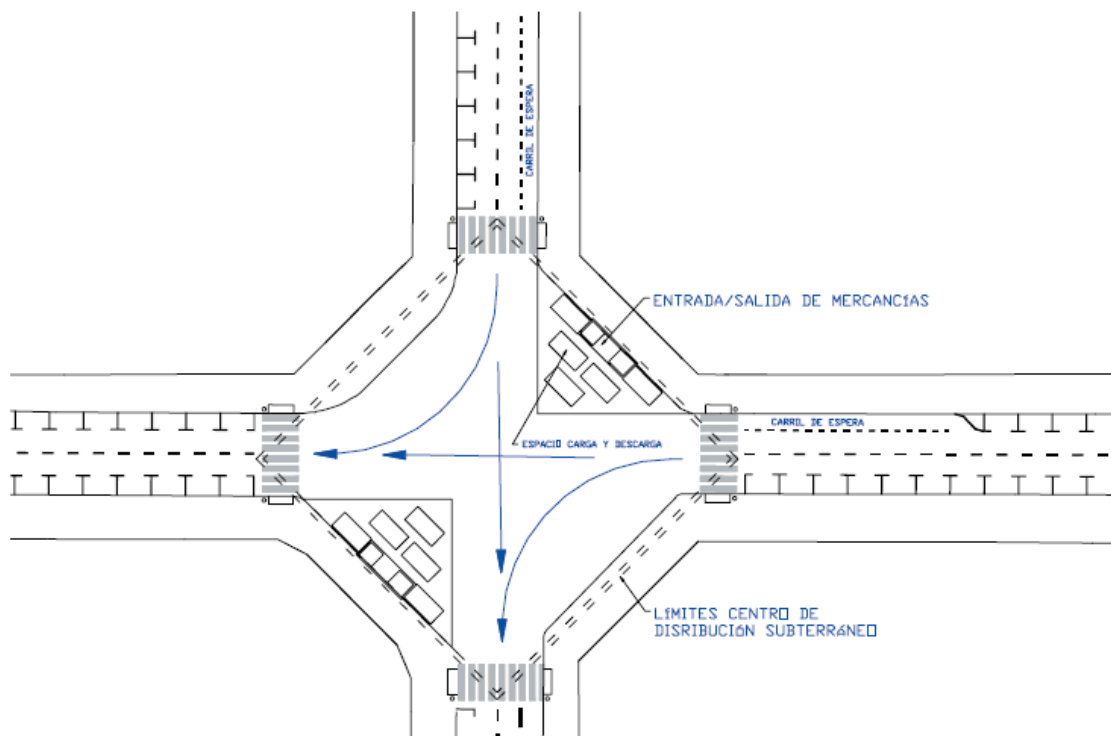 CARRIL DE ESPERA
ENTRADA/SALIDA DE MERCANCÍAS
CARRIL DE ESPERA
ESPACIO CARGA Y DESCARGA
LÍMITES CENTRO DE
DISRIBUCIÓN SUBTERRÁNEO